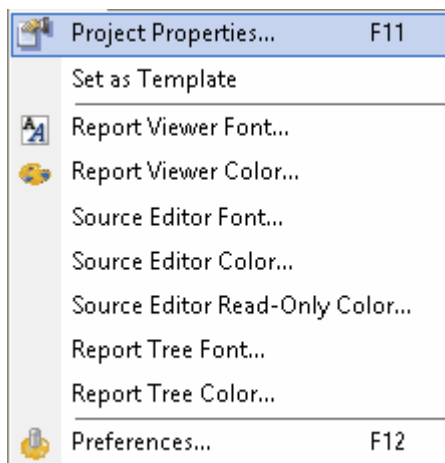 Project Properties... F11
Set as Template
Report Viewer Font...
Report Viewer Color...
Source Editor Font...
Source Editor Color...
Source Editor Read-Only Color...
Report Tree Font...
Report Tree Color...
Preferences... F12